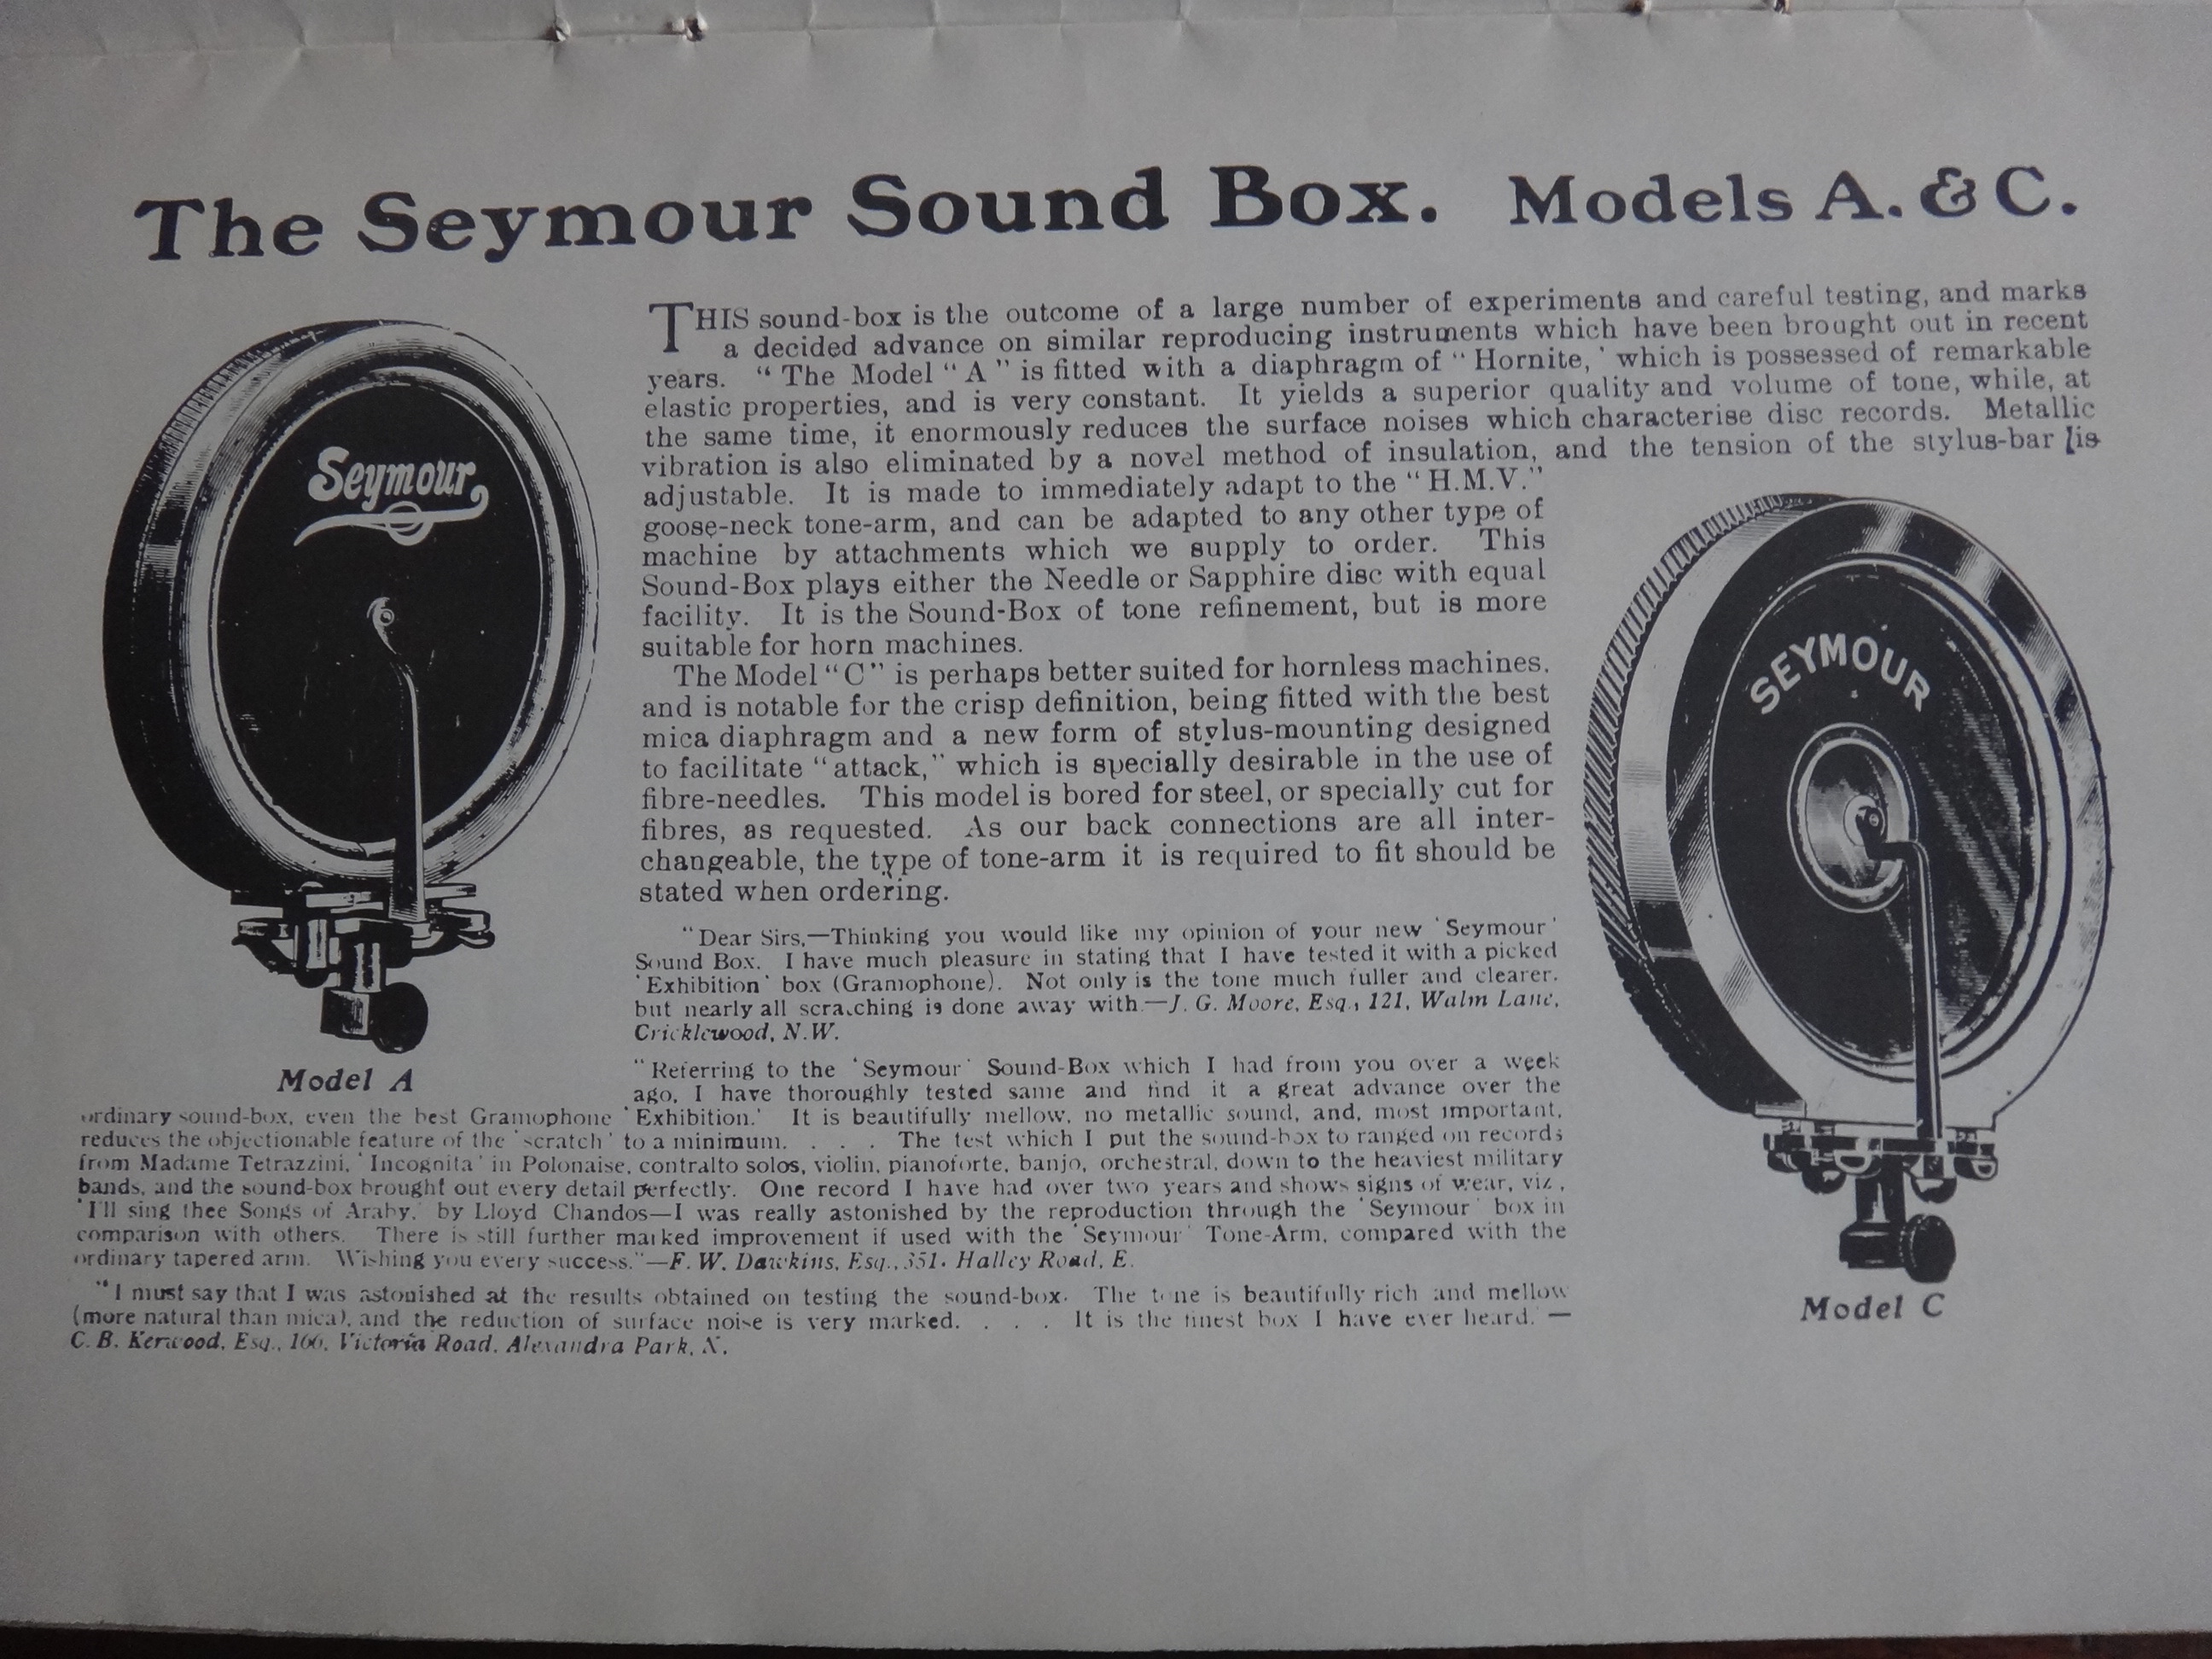 The Seymour Sound Box. Models A. & C.
THIS sound-box is the outcome of a large number of experiments and careful testing, and marks
a decided advance on similar reproducing instruments which have been brought out in recent
years. “ The Model “ A ” is fitted with a diaphragm of “ Hornite, ’ which is possessed of remarkable
elastic properties, and is very constant. It yields a superior quality and volume of tone, while, at
the same time, it enormously reduces the surface noises which characterise disc records. Metallic
vibration is also eliminated by a novel method of insulation, and the tension of the stylus-bar [is
adjustable. It is made to immediately adapt to the “ H.M.V.”
goose-neck tone-arm, and can be adapted to any other type of
machine by attachments which we supply to order. This
Sound-Box plays either the Needle or Sapphire disc with equal
facility. It is the Sound-Box of tone refinement, but is more
suitable for horn machines.
The Model “C” is perhaps better suited for hornless machines,
and is notable for the crisp definition, being fitted with the best
mica diaphragm and a new form of stylus-mounting designed
to facilitate “attack,” which is specially desirable in the use of
fibre-needles. This model is bored for steel, or specially cut for
fibres, as requested. As our back connections are all inter-
changeable, the type of tone-arm it is required to fit should be
stated when ordering.
“Dear Sirs,—Thinking you would like my opinion of your new ‘Seymour’
Sound Box. I have much pleasure in stating that I have tested it with a picked
‘Exhibition’ box (Gramophone). Not only is the tone much fuller and clearer,
but nearly all scratching is done away with.—J. G. Moore, Esq., 121, Walm Lane,
Cricklewood, N.W.
“Referring to the ‘Seymour’ Sound-Box which I had from you over a week
ago, I have thoroughly tested same and find it a great advance over the
ordinary sound-box, even the best Gramophone ‘Exhibition.’ It is beautifully mellow, no metallic sound, and, most important,
reduces the objectionable feature of the ‘scratch’ to a minimum. . . . The test which I put the sound-box to ranged on records
from Madame Tetrazzini, ‘Incognita’ in Polonaise, contralto solos, violin, pianoforte, banjo, orchestral, down to the heaviest military
bands, and the sound-box brought out every detail perfectly. One record I have had over two years and shows signs of wear, viz.,
‘I'll sing thee Songs of Araby,’ by Lloyd Chandos—I was really astonished by the reproduction through the ‘Seymour’ box in
comparison with others. There is still further marked improvement if used with the ‘Seymour’ Tone-Arm, compared with the
ordinary tapered arm. Wishing you every success.”—F. W. Dawkins, Esq., 351, Halley Road, E.
“I must say that I was astonished at the results obtained on testing the sound-box. The tone is beautifully rich and mellow
(more natural than mica), and the reduction of surface noise is very marked. . . . It is the finest box I have ever heard.’—
C. B. Kerwood, Esq., 166, Victoria Road, Alexandra Park, N.
Seymour
Model A
SEYMOUR
Model C